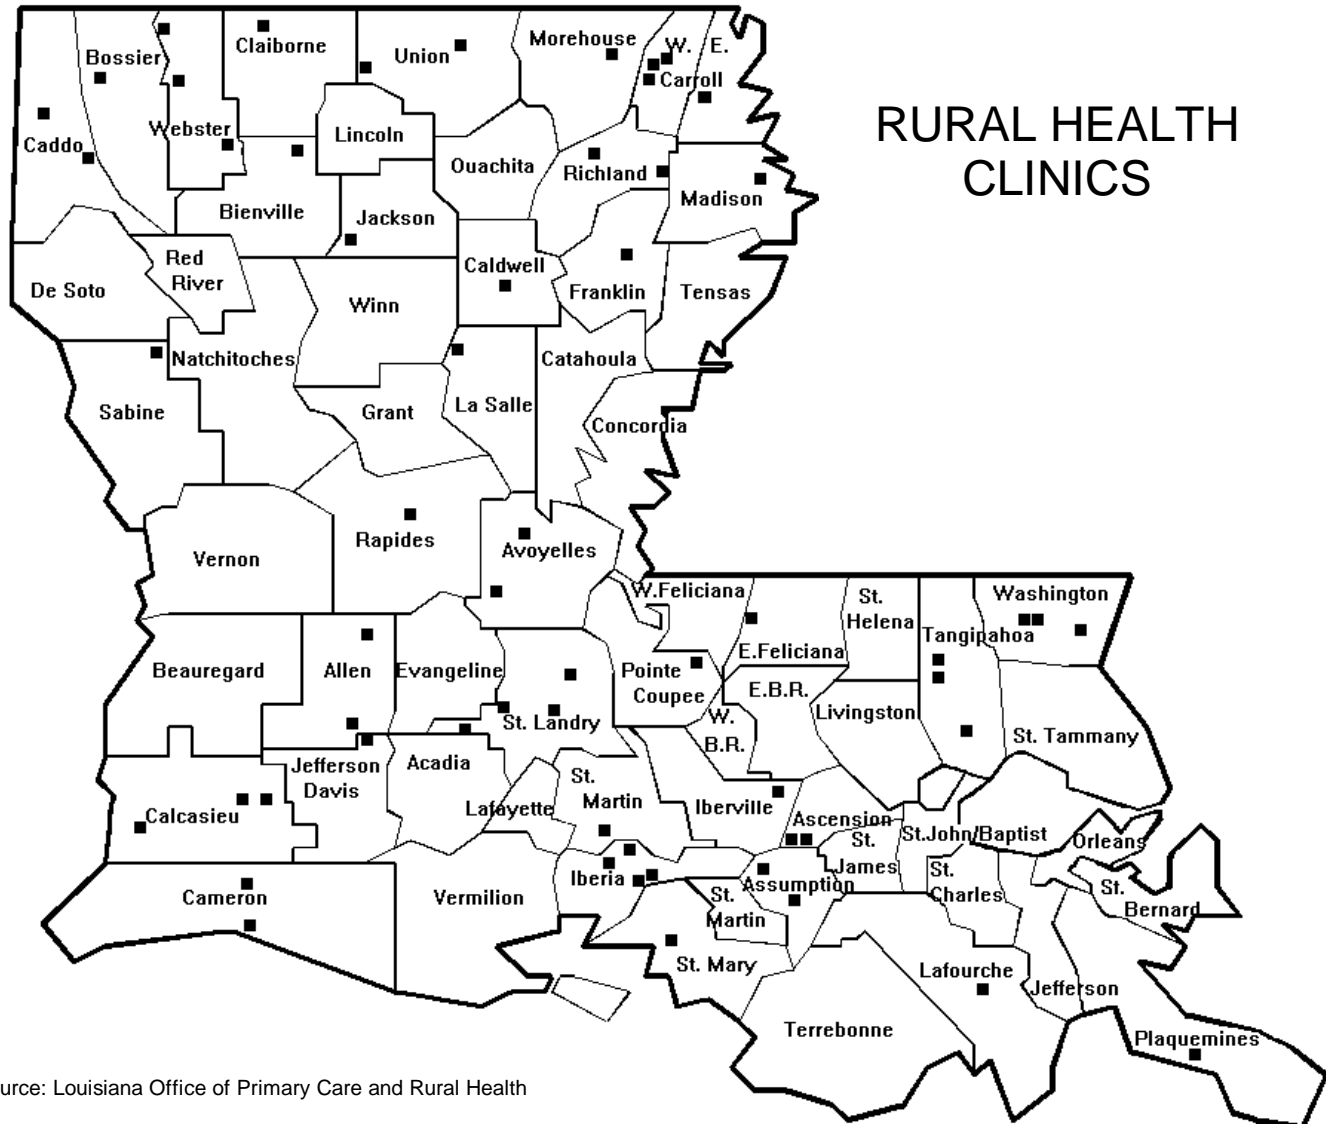 RURAL HEALTH
CLINICS
Bossier
Claiborne
Union
Morehouse
W. E.
Carroll
Caddo
Webster
Lincoln
Ouachita
Richland
Madison
Bienville
Jackson
Red
River
De Soto
Winn
Caldwell
Franklin
Tensas
Natchitoches
Catahoula
Sabine
Grant
La Salle
Concordia
Vernon
Rapides
Avoyelles
W.Feliciana
St.
Helena
Washington
Tangipahoa
E.Feliciana
Beauregard
Allen
Evangeline
Pointe
Coupee
E.B.R.
W.
B.R.
Livingston
St. Landry
St. Tammany
Jefferson
Davis
Acadia
Lafayette
St.
Martin
Iberville
Calcasieu
Ascension
St.
James
St.John/Baptist
Orleans
Cameron
Vermilion
Iberia
Assumption
St.
Martin
St.
Charles
St.
Bernard
St. Mary
Lafourche
Jefferson
Terrebonne
Plaquemines
urce: Louisiana Office of Primary Care and Rural Health